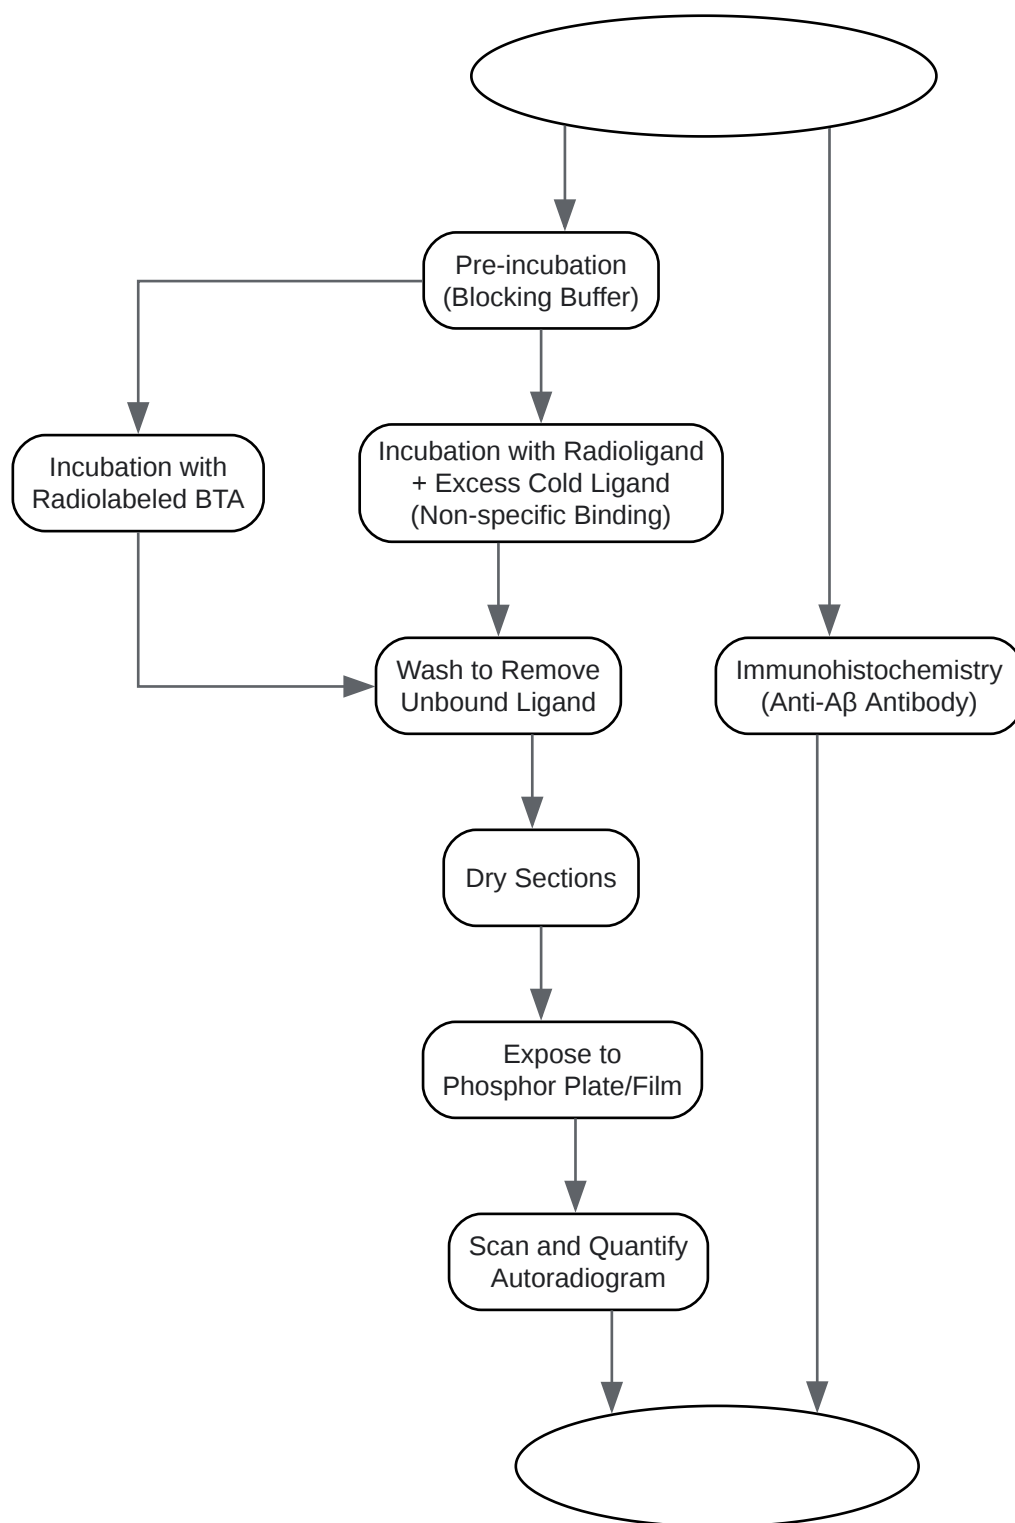 Pre-incubation
(Blocking Buffer)
Incubation with
Radiolabeled BTA
Incubation with Radioligand
+ Excess Cold Ligand
(Non-specific Binding)
Wash to Remove
Unbound Ligand
Immunohistochemistry
(Anti-Aβ Antibody)
Dry Sections
Expose to
Phosphor Plate/Film
Scan and Quantify
Autoradiogram